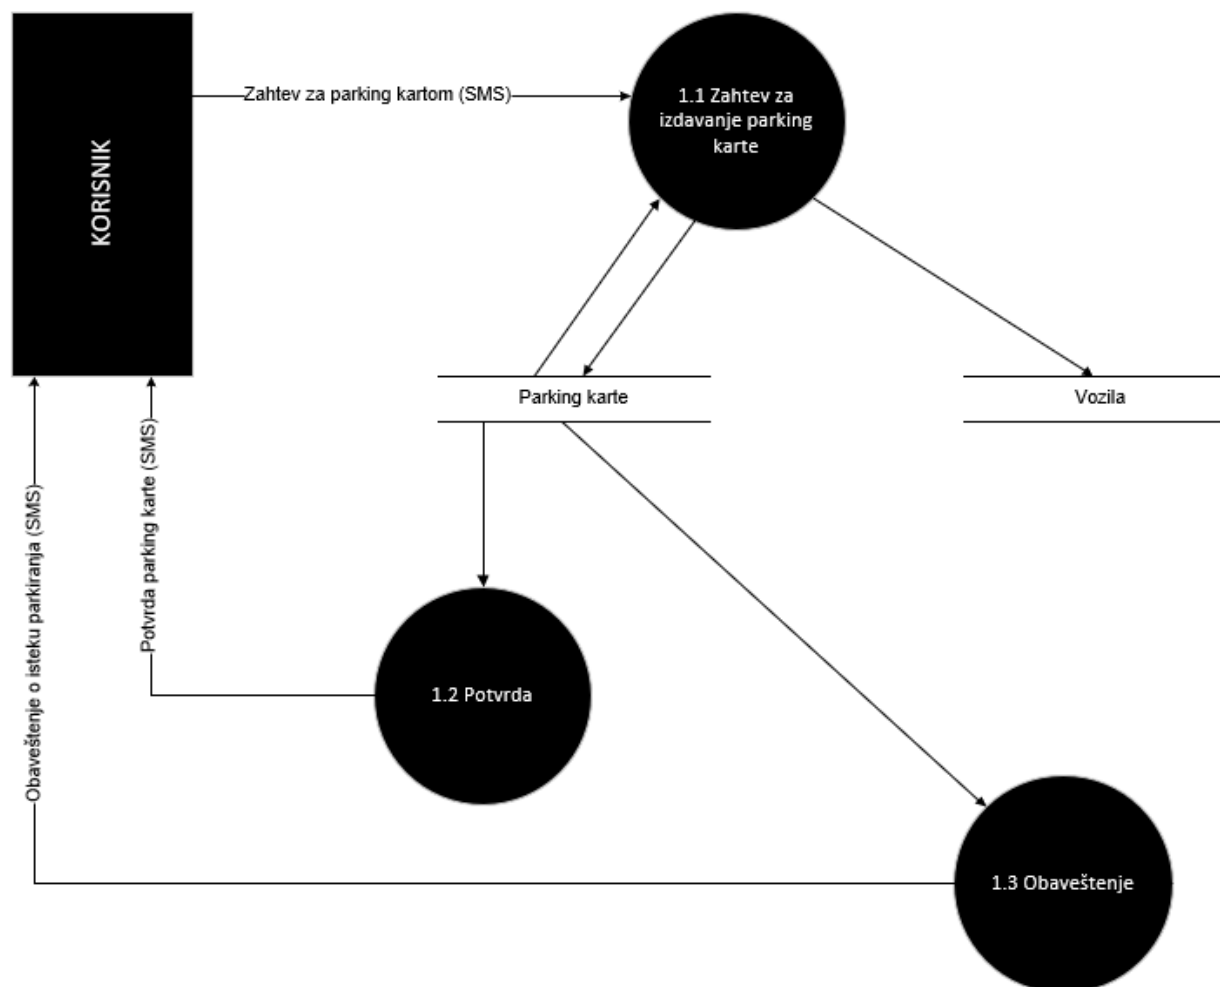 KORISNIK
Zahtev za parking kartom (SMS)
1.1 Zahtev za
izdavanje parking
karte
Parking karte
Vozila
Potvrda parking karte (SMS)
Obaveštenje o isteku parkiranja (SMS)
1.2 Potvrda
1.3 Obaveštenje